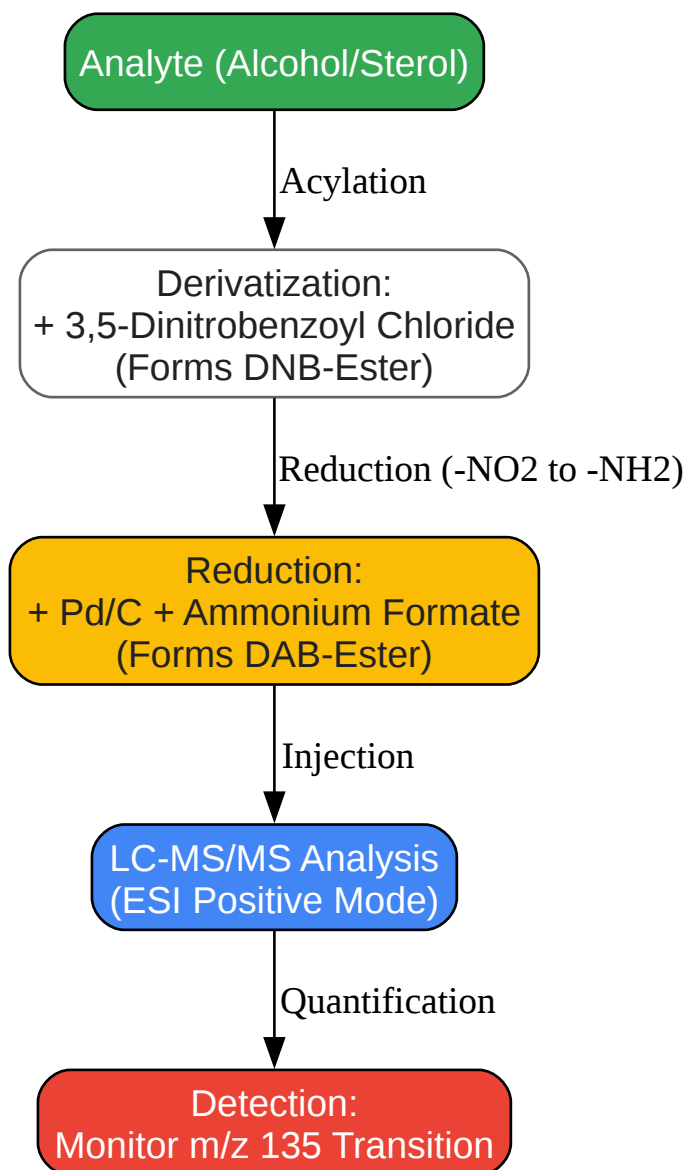 Analyte (Alcohol/Sterol)
Acylation
Derivatization:
+ 3,5-Dinitrobenzoyl Chloride
(Forms DNB-Ester)
Reduction (-NO2 to -NH2)
Reduction:
+ Pd/C + Ammonium Formate
(Forms DAB-Ester)
Injection
LC-MS/MS Analysis
(ESI Positive Mode)
Quantification
Detection:
Monitor m/z 135 Transition